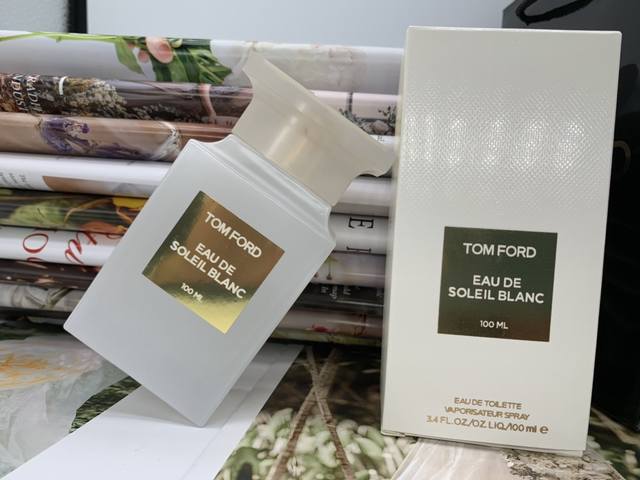 TOM FORD
EAU DE
SOLEIL BLANC
100 ML
TOM FORD
EAU DE
SOLEIL BLANC
100 ML
EAU DE TOILETTE
VAPORISATEUR SPRAY
3.4 FL.OZ./OZ. LIQ./100 ml e